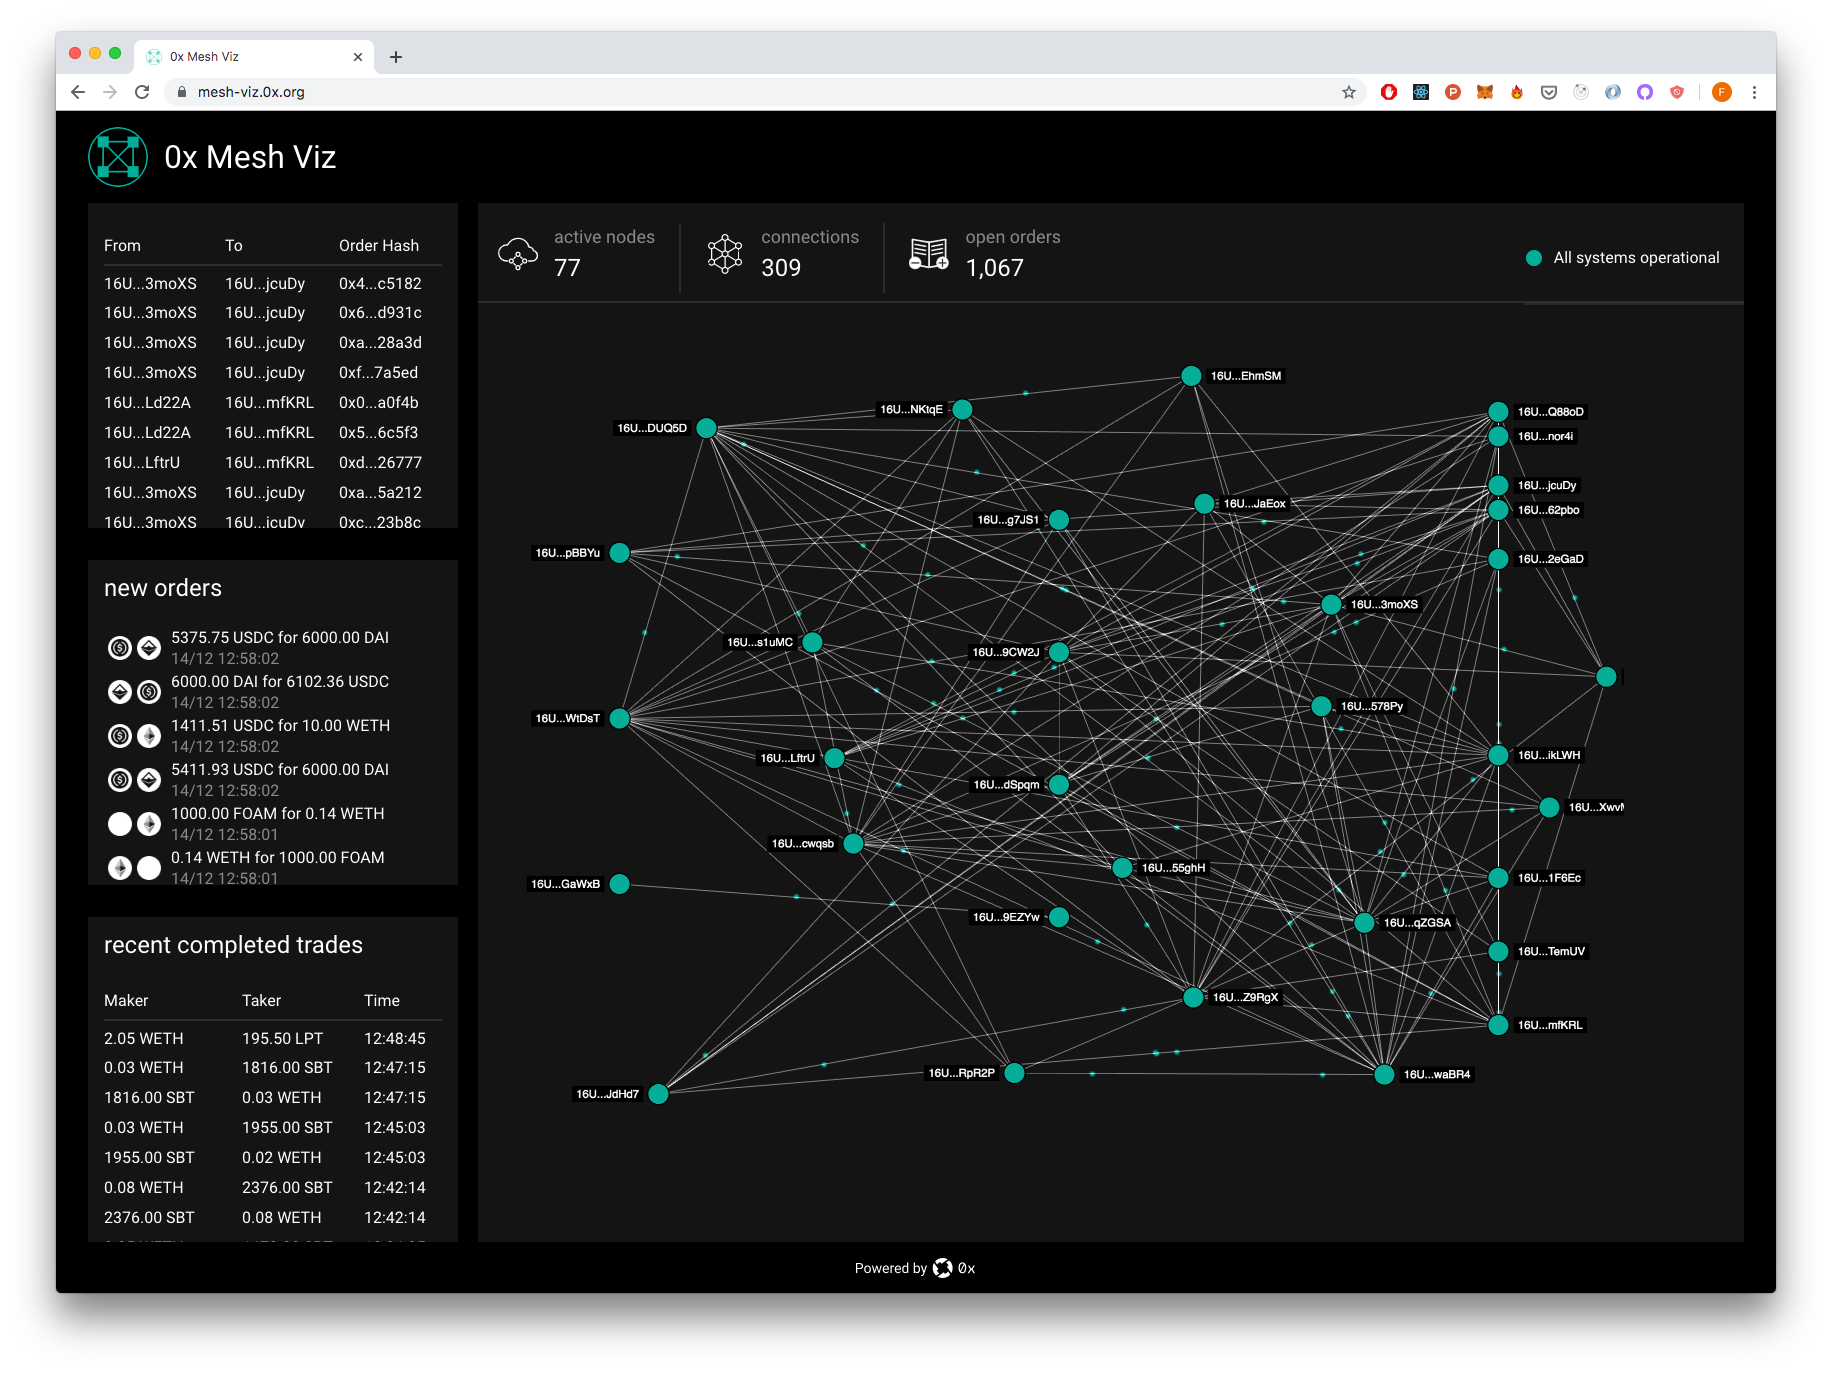 0x Mesh Viz
mesh-viz.0x.org
F
0x Mesh Viz
From To Order Hash
16U...3moXS 16U...jcuDy 0x4...c5182
16U...3moXS 16U...jcuDy 0x6...d931c
16U...3moXS 16U...jcuDy 0xa...28a3d
16U...3moXS 16U...jcuDy 0xf...7a5ed
16U...Ld22A 16U...mfKRL 0x0...a0f4b
16U...Ld22A 16U...mfKRL 0x5...6c5f3
16U...LftrU 16U...mfKRL 0xd...26777
16U...3moXS 16U...jcuDy 0xa...5a212
16U...3moXS 16U...jcuDy 0xc...23b8c
new orders
5375.75 USDC for 6000.00 DAI
14/12 12:58:02
6000.00 DAI for 6102.36 USDC
14/12 12:58:02
1411.51 USDC for 10.00 WETH
14/12 12:58:02
5411.93 USDC for 6000.00 DAI
14/12 12:58:02
1000.00 FOAM for 0.14 WETH
14/12 12:58:01
0.14 WETH for 1000.00 FOAM
14/12 12:58:01
recent completed trades
Maker Taker Time
2.05 WETH 195.50 LPT 12:48:45
0.03 WETH 1816.00 SBT 12:47:15
1816.00 SBT 0.03 WETH 12:47:15
0.03 WETH 1955.00 SBT 12:45:03
1955.00 SBT 0.02 WETH 12:45:03
0.08 WETH 2376.00 SBT 12:42:14
2376.00 SBT 0.08 WETH 12:42:14
active nodes
77
connections
309
open orders
1,067
All systems operational
16U...EhmSM
16U...NKtqE
16U...Q88oD
16U...DUQ5D
16U...nor4i
16U...jcuDy
16U...JaEox
16U...62pbo
16U...g7JS1
16U...pBBYu
16U...2eGaD
16U...3moXS
16U...s1uMC
16U...9CW2J
16U...578Py
16U...WtDsT
16U...ikLWH
16U...LftrU
16U...dSpqm
16U...Xwv
16U...cwqsb
16U...55ghH
16U...1F6Ec
16U...GaWxB
16U...9EZYw
16U...qZGSA
16U...TemUV
16U...Z9RgX
16U...mfKRL
16U...RpR2P
16U...waBR4
16U...JdHd7
Powered by 0x